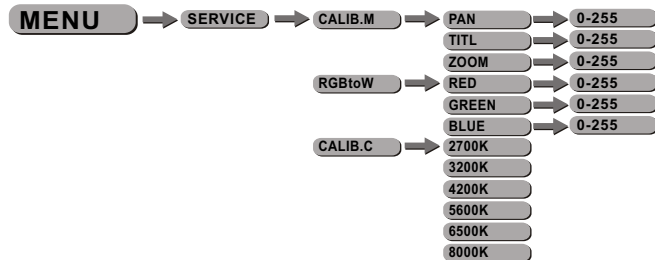 MENU SERVICE CALIB.M PAN 0-255
TITL 0-255
ZOOM 0-255
RGBtoW RED 0-255
GREEN 0-255
BLUE 0-255
CALIB.C 2700K
3200K
4200K
5600K
6500K
8000K